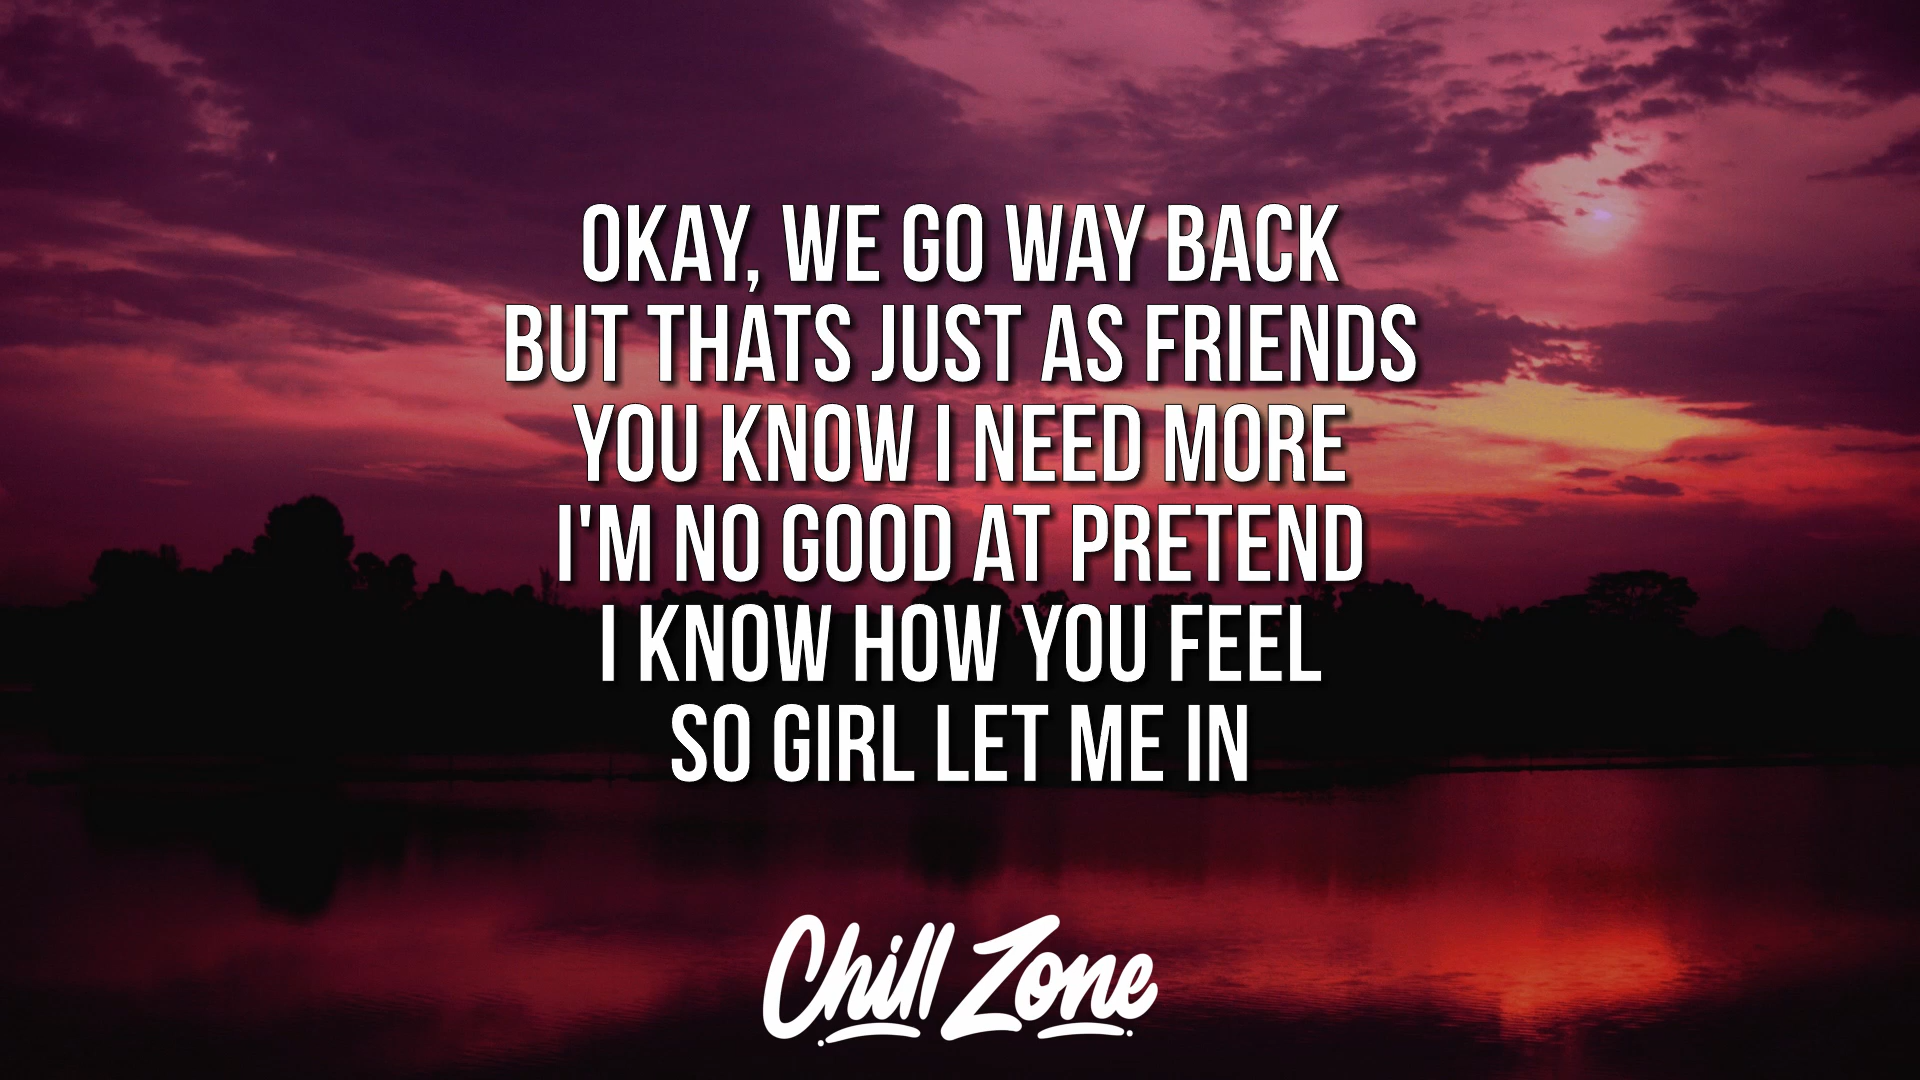 OKAY, WE GO WAY BACK
BUT THATS JUST AS FRIENDS
YOU KNOW I NEED MORE
I'M NO GOOD AT PRETEND
I KNOW HOW YOU FEEL
SO GIRL LET ME IN
Chill Zone